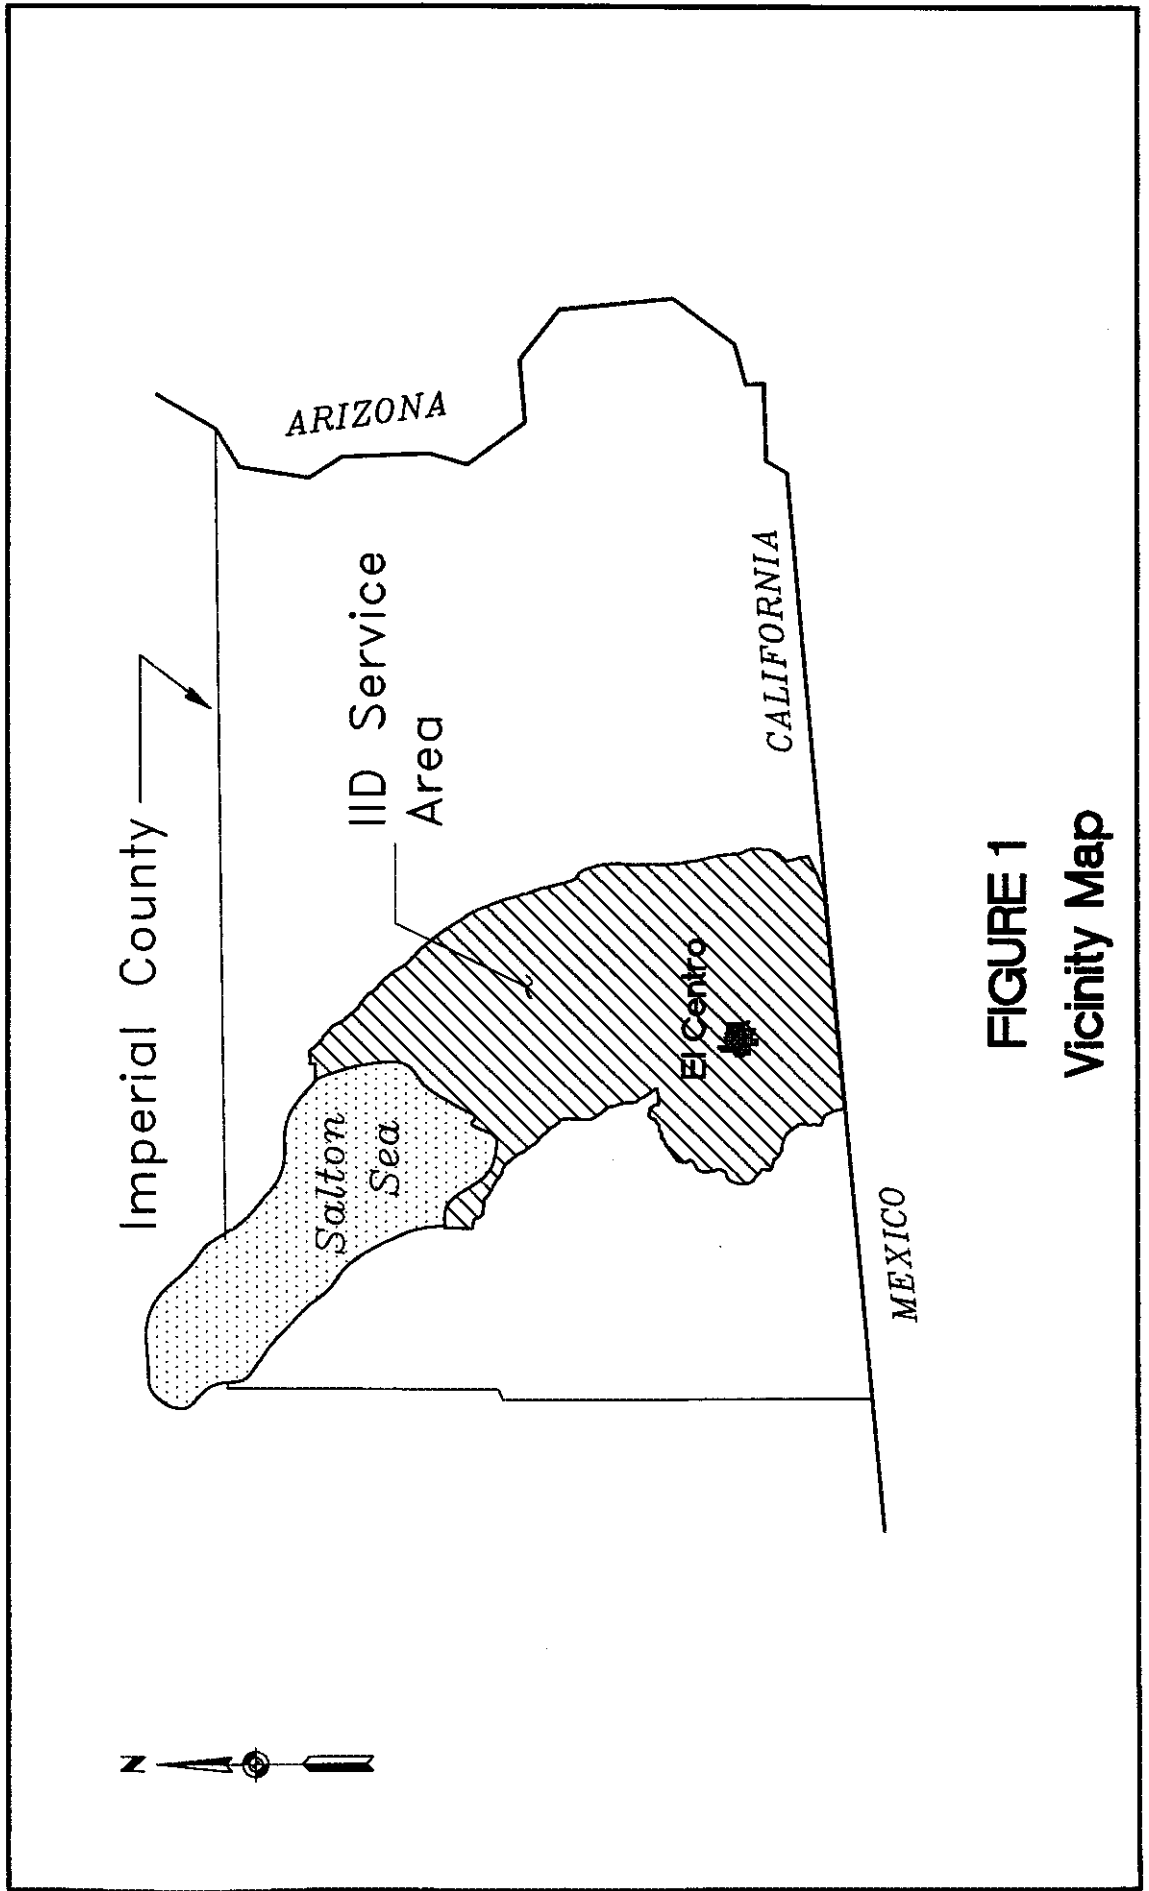 N
Imperial County
ARIZONA
IID Service
Area
Salton
Sea
El Centro
CALIFORNIA
MEXICO
FIGURE 1
Vicinity Map